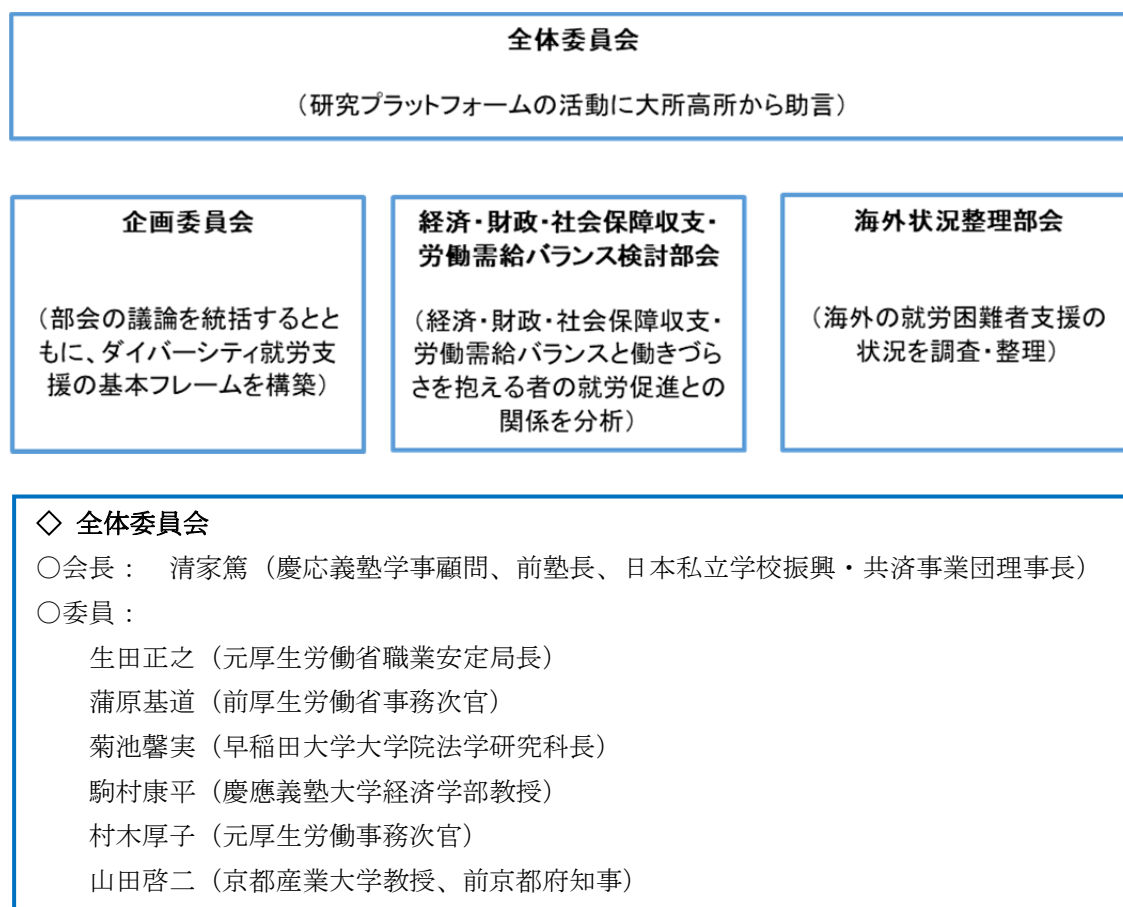 全体委員会
（研究プラットフォームの活動に大所高所から助言）
企画委員会
（部会の議論を統括するとと
もに、ダイバーシティ就労支
援の基本フレームを構築）
経済・財政・社会保障収支・
労働需給バランス検討部会
（経済・財政・社会保障収支・
労働需給バランスと働きづら
さを抱える者の就労促進との
関係を分析）
海外状況整理部会
（海外の就労困難者支援の
状況を調査・整理）
◇ 全体委員会
○会長：　清家篤（慶応義塾学事顧問、前塾長、日本私立学校振興・共済事業団理事長）
○委員：
生田正之（元厚生労働省職業安定局長）
蒲原基道（前厚生労働省事務次官）
菊池馨実（早稲田大学大学院法学研究科長）
駒村康平（慶應義塾大学経済学部教授）
村木厚子（元厚生労働事務次官）
山田啓二（京都産業大学教授、前京都府知事）